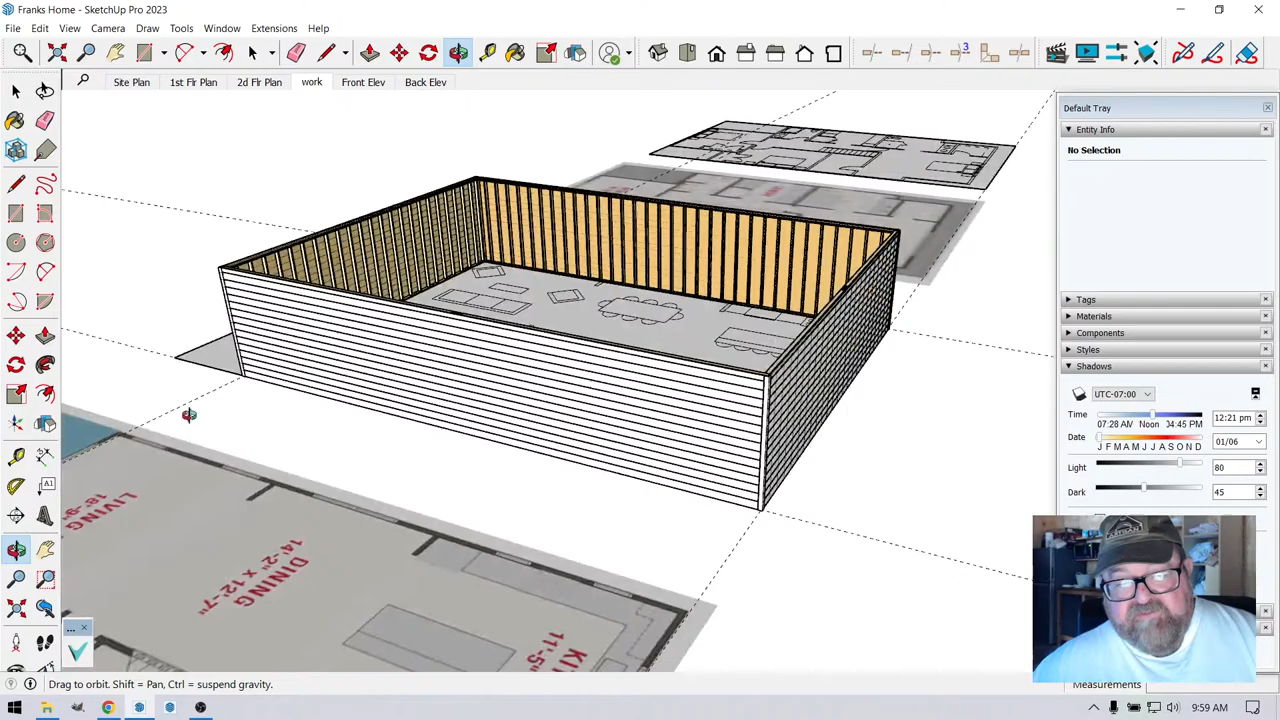 Franks Home - SketchUp Pro 2023
File Edit View Camera Draw Tools Window Extensions Help
3
Site Plan 1st Flr Plan 2d Flr Plan work Front Elev Back Elev
Default Tray
Entity Info
No Selection
Tags
Materials
Components
Styles
Shadows
UTC-07:00
Time 12:21 pm
07:28 AM Noon 04:45 PM
Date 01/06
J F M A M J J A S O N D
Light 80
Dark 45
LIVING
DINING
14'-2" X 12'-7"
11'-5"
A1
...
Drag to orbit. Shift = Pan, Ctrl = suspend gravity.
Measurements
9:59 AM